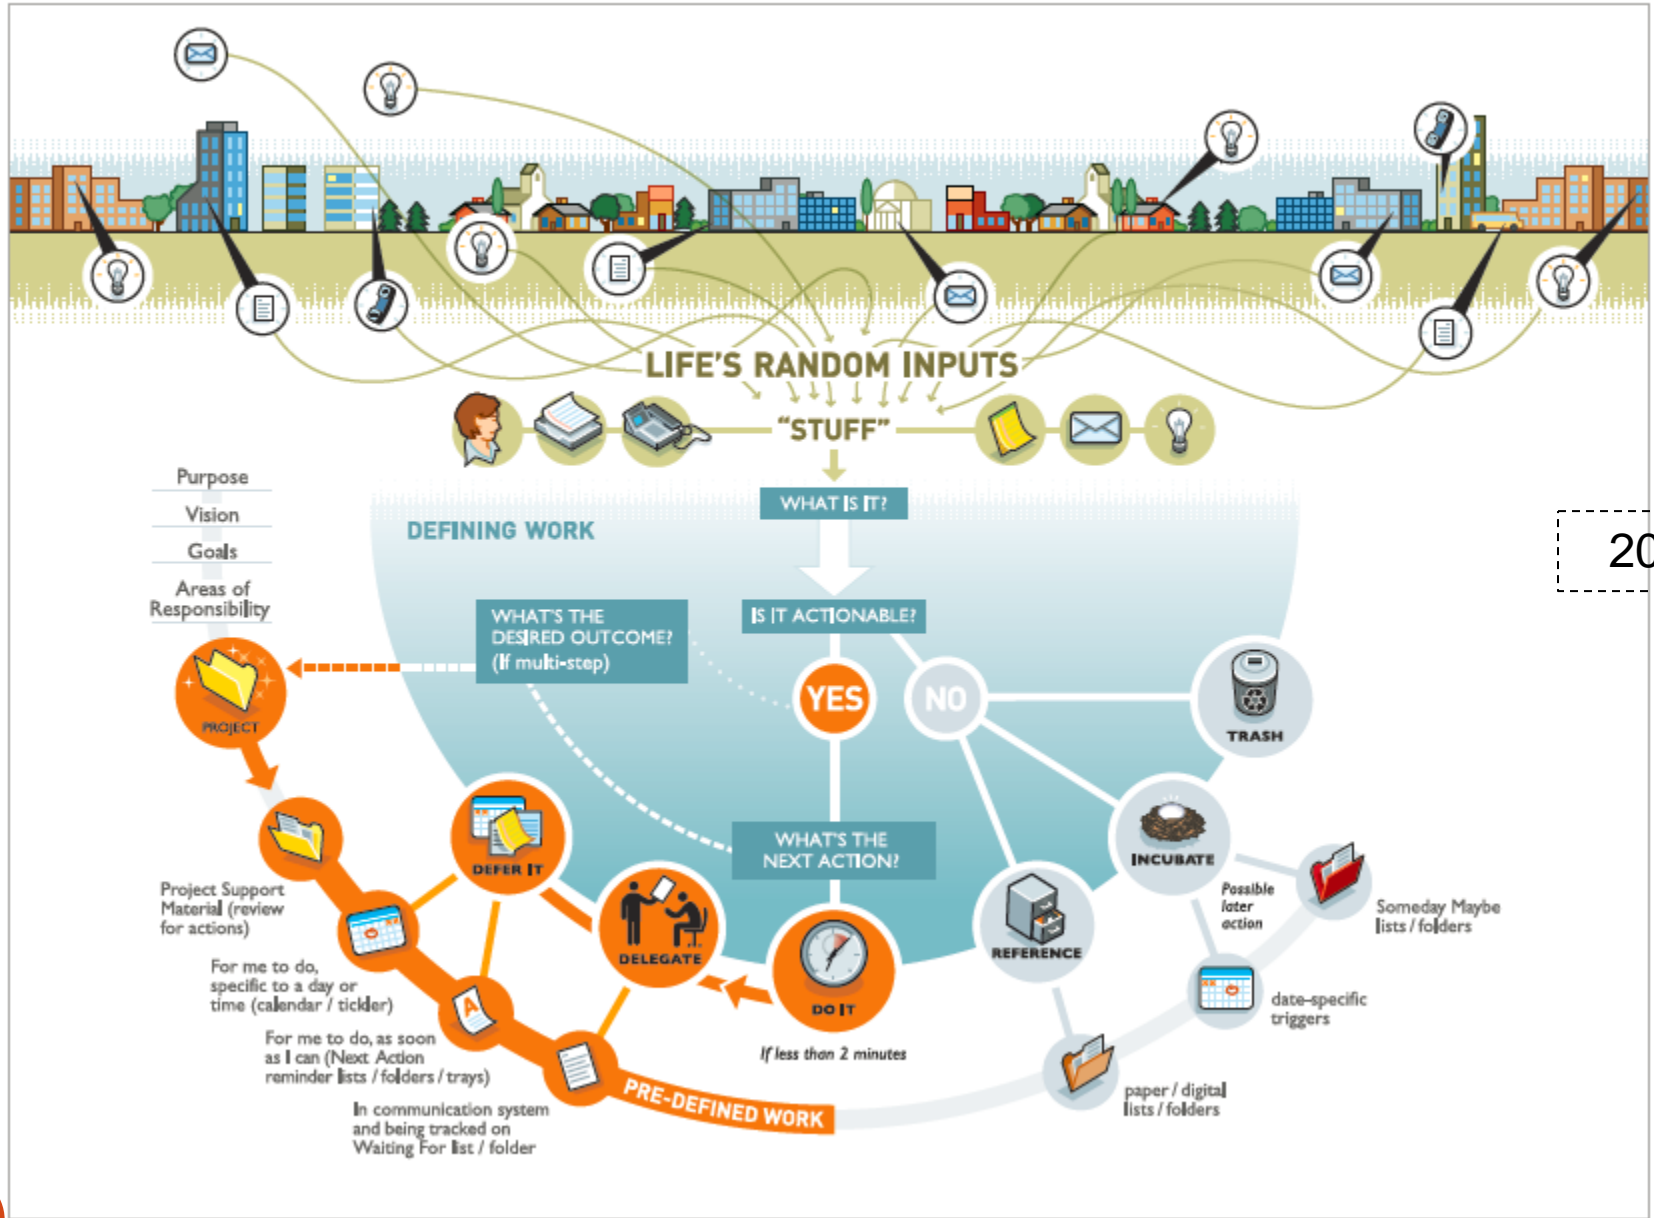 LIFE'S RANDOM INPUTS
"STUFF"
WHAT IS IT?
DEFINING WORK
Purpose
Vision
Goals
Areas of
Responsibility
PROJECT
WHAT'S THE
DESIRED OUTCOME?
(If multi-step)
IS IT ACTIONABLE?
YES
NO
TRASH
WHAT'S THE
NEXT ACTION?
DEFER IT
DELEGATE
DO IT
If less than 2 minutes
REFERENCE
INCUBATE
Possible
later
action
Someday Maybe
lists / folders
date-specific
triggers
paper / digital
lists / folders
Project Support
Material (review
for actions)
For me to do,
specific to a day or
time (calendar / tickler)
A
For me to do, as soon
as I can (Next Action
reminder lists / folders / trays)
In communication system
and being tracked on
Waiting For list / folder
PRE-DEFINED WORK
20